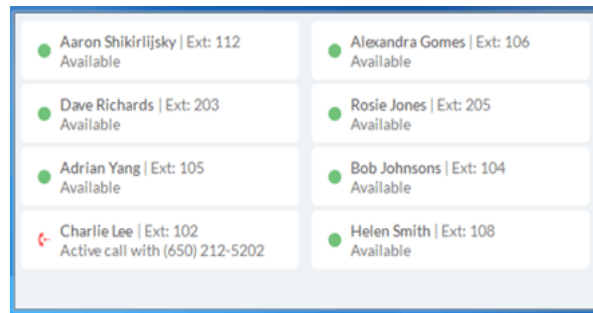 Aaron Shikirlijsky | Ext: 112
Available
Alexandra Gomes | Ext: 106
Available
Dave Richards | Ext: 203
Available
Rosie Jones | Ext: 205
Available
Adrian Yang | Ext: 105
Available
Bob Johnsons | Ext: 104
Available
Charlie Lee | Ext: 102
Active call with (650) 212-5202
Helen Smith | Ext: 108
Available